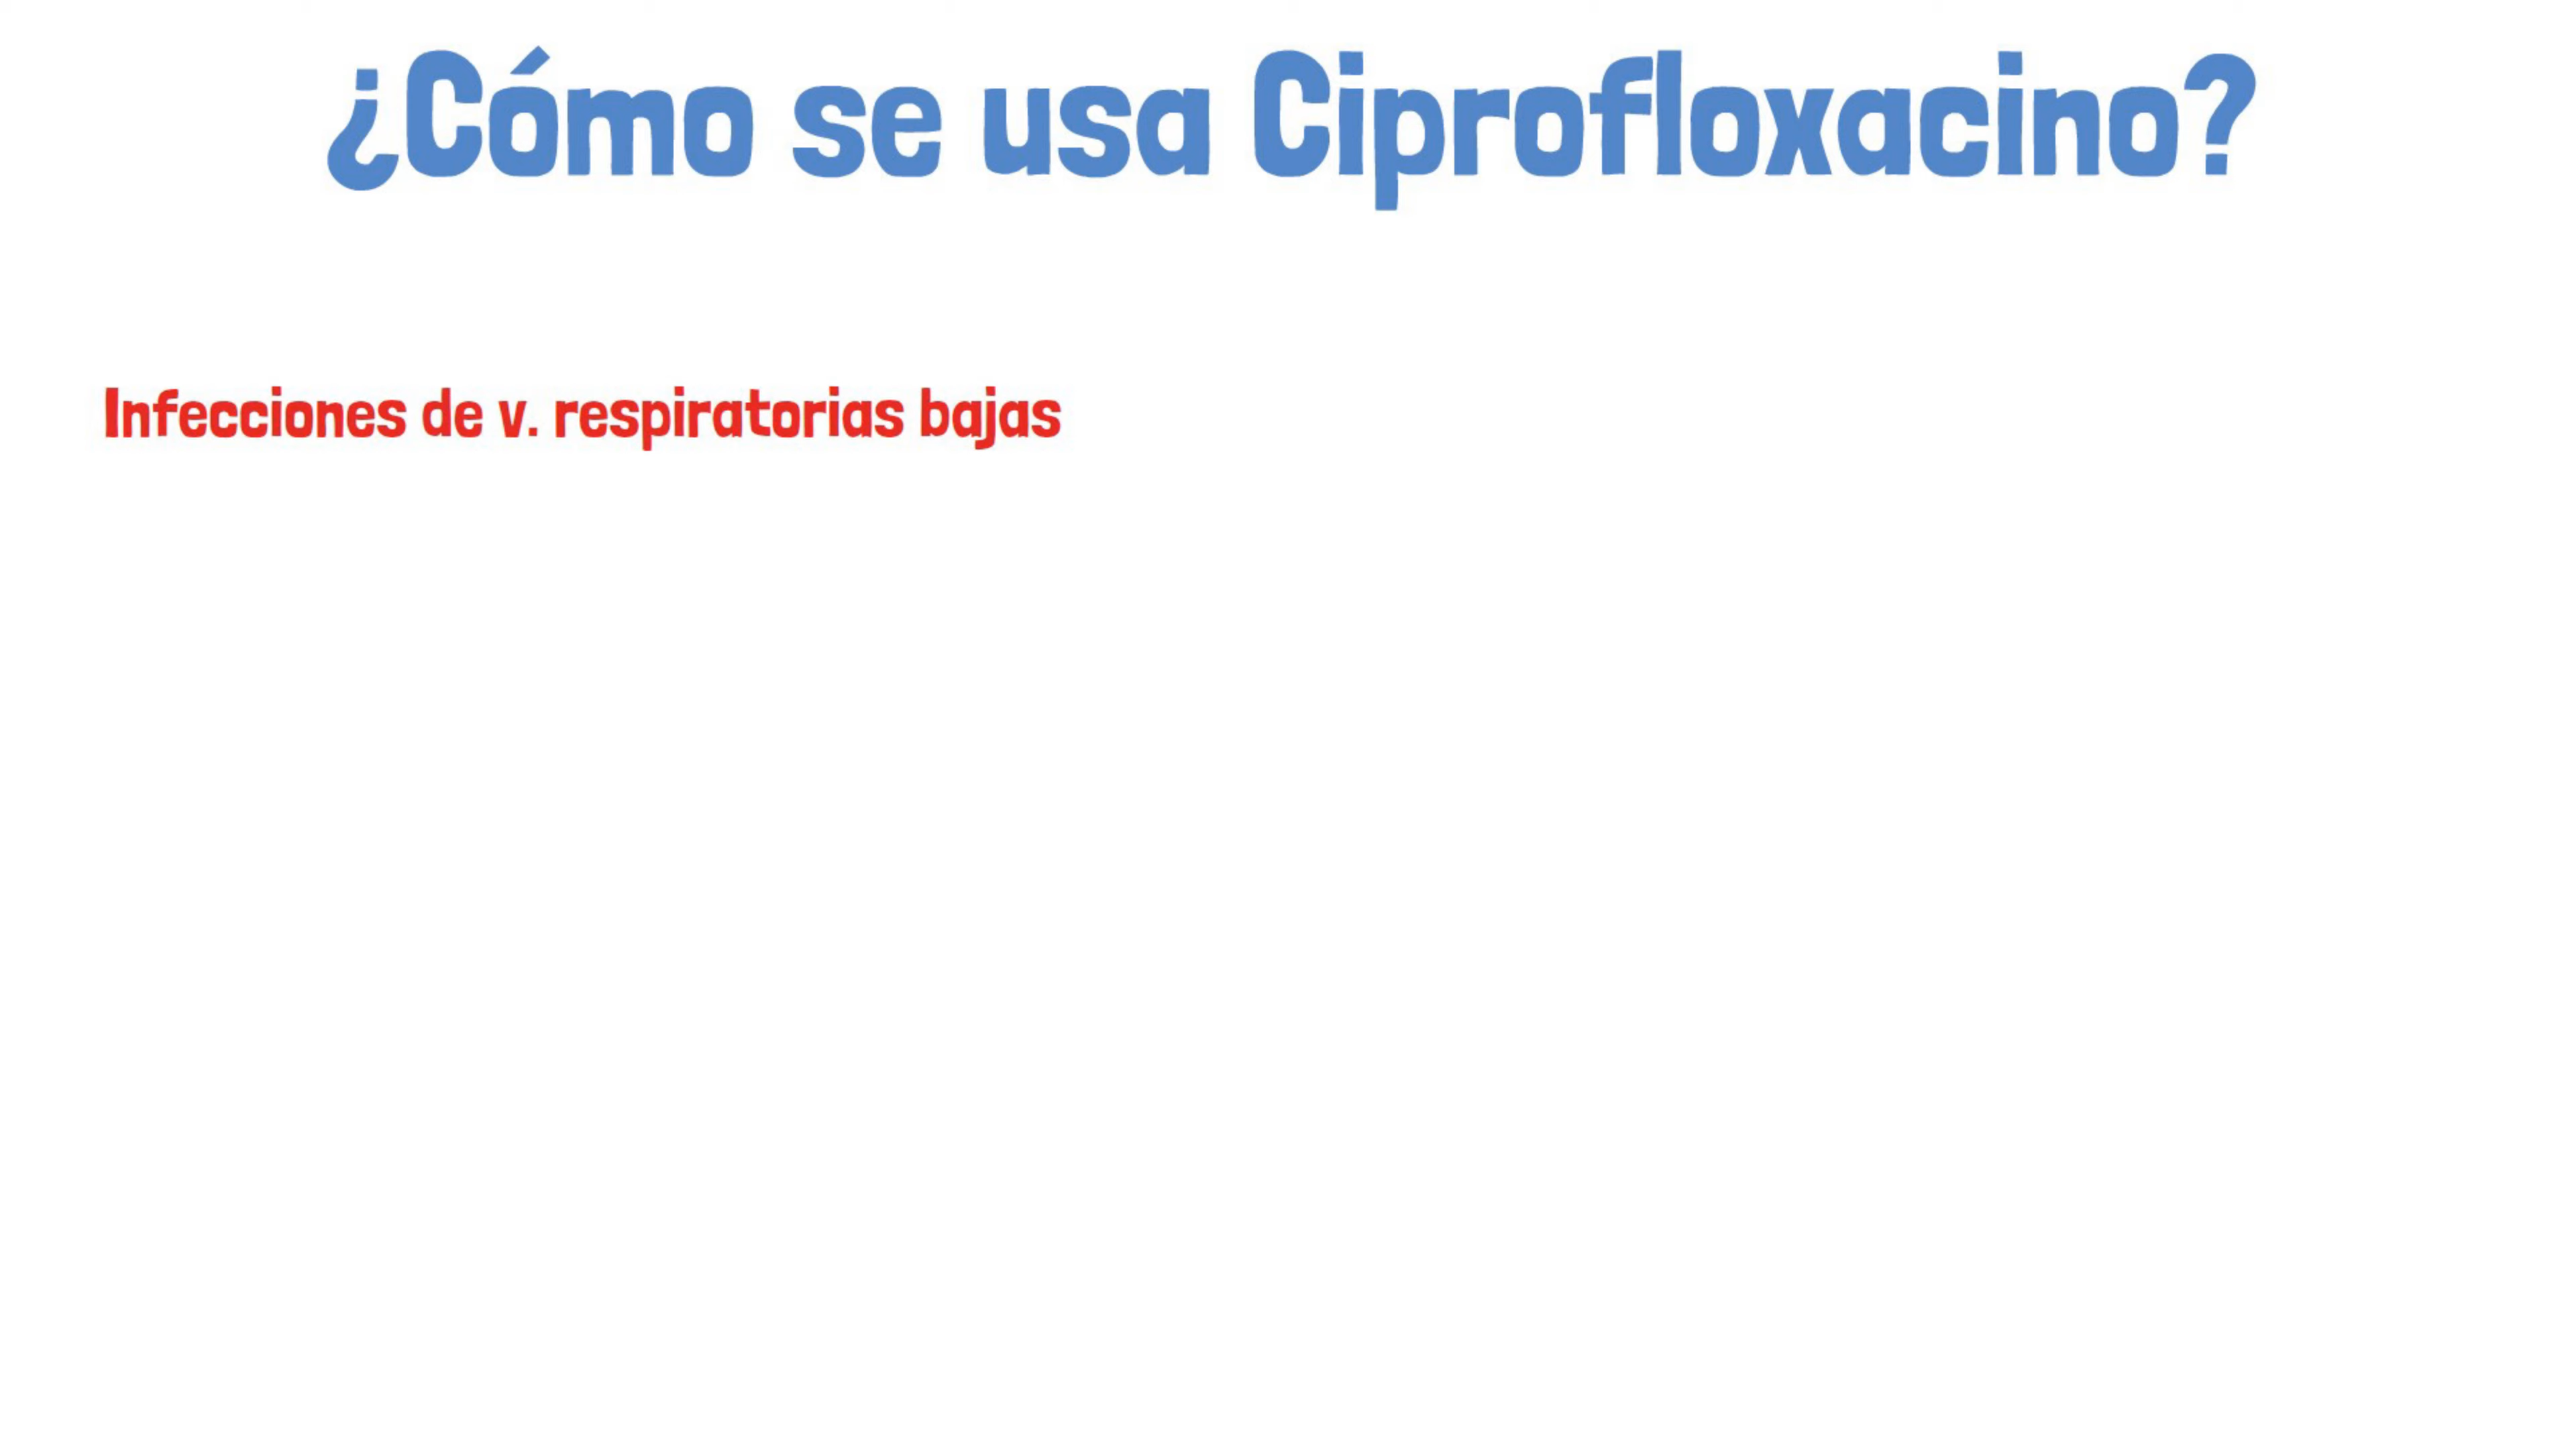 ¿Cómo se usa Ciprofloxacino?
Infecciones de v. respiratorias bajas